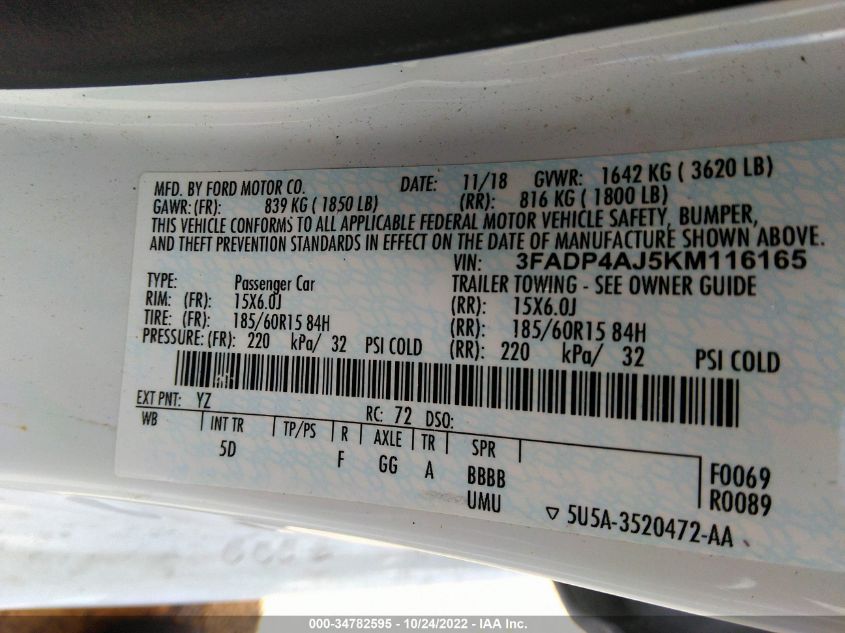 MFD. BY FORD MOTOR CO. DATE: 11/18 GVWR: 1642 KG ( 3620 LB)
GAWR: (FR): 839 KG ( 1850 LB) (RR): 816 KG ( 1800 LB)
THIS VEHICLE CONFORMS TO ALL APPLICABLE FEDERAL MOTOR VEHICLE SAFETY, BUMPER,
AND THEFT PREVENTION STANDARDS IN EFFECT ON THE DATE OF MANUFACTURE SHOWN ABOVE.
VIN: 3FADP4AJ5KM116165
TYPE: Passenger Car TRAILER TOWING - SEE OWNER GUIDE
RIM: (FR): 15X6.0J (RR): 15X6.0J
TIRE: (FR): 185/60R15 84H (RR): 185/60R15 84H
PRESSURE: (FR): 220 kPa/ 32 PSI COLD (RR): 220 kPa/ 32 PSI COLD
EXT PNT: YZ RC: 72 DSO:
WB INT TR TP/PS R AXLE TR SPR
5D F GG A BBBB F0069
UMU R0089
▽ 5U5A-3520472-AA
000-34782595 - 10/24/2022 - IAA Inc.